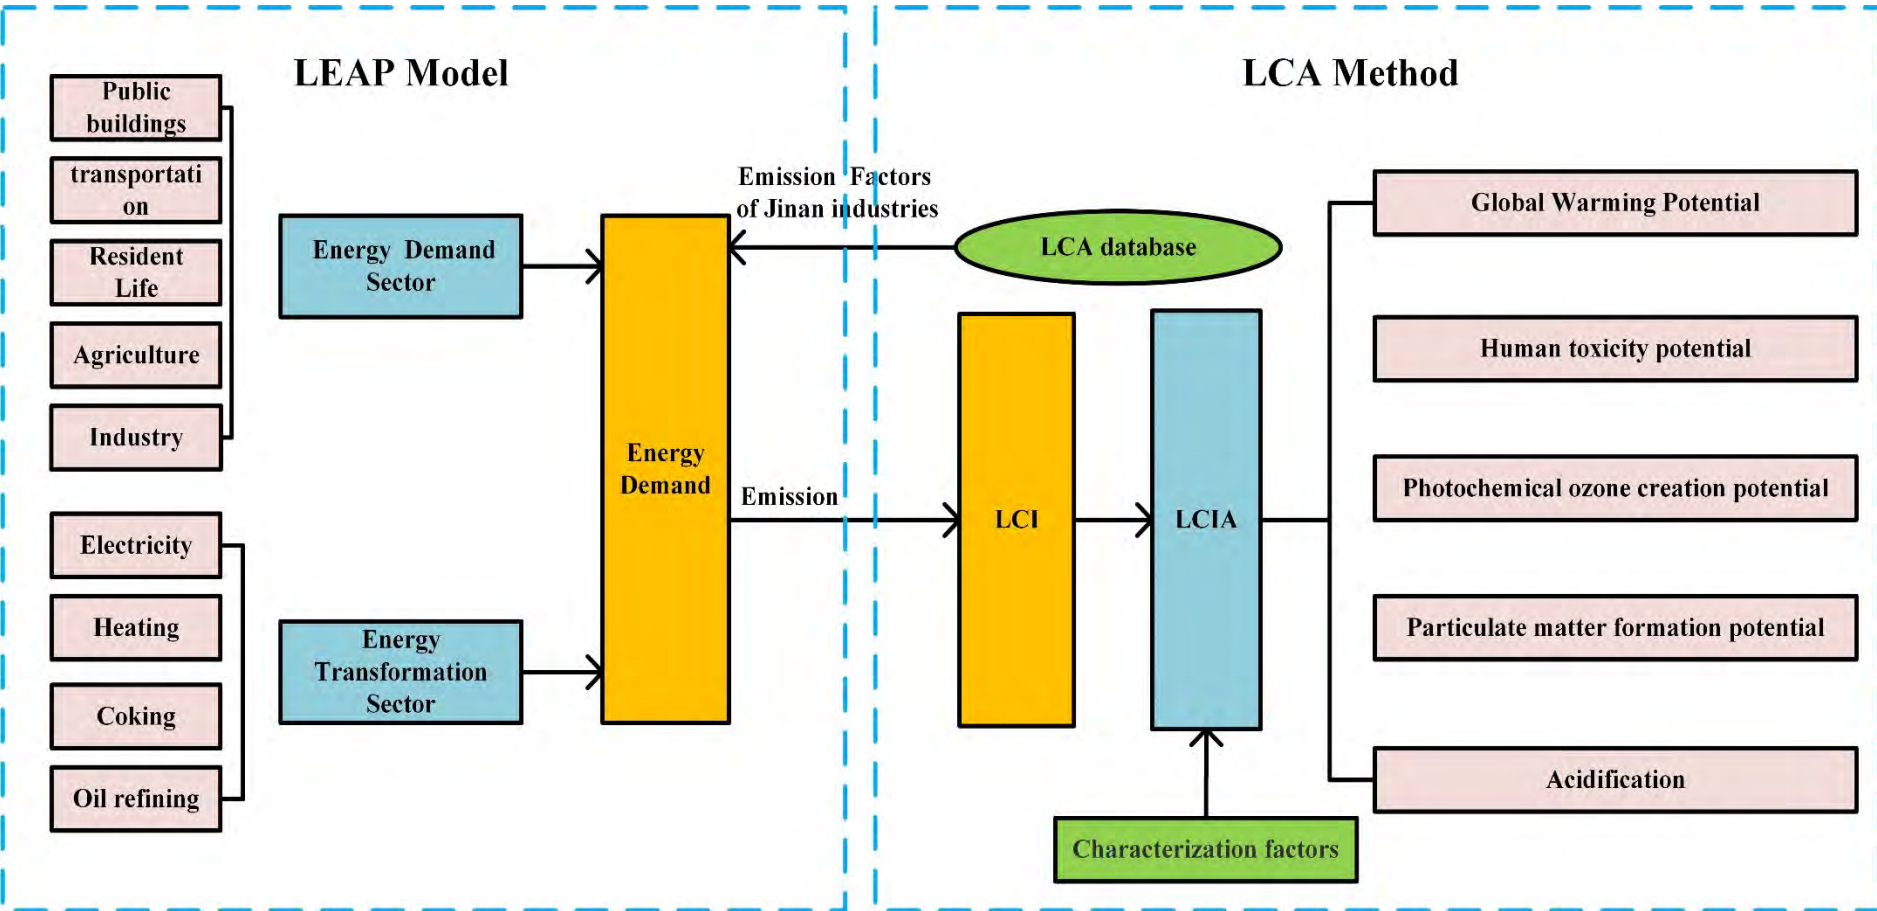 LEAP Model
Public
buildings
transportati
on
Resident
Life
Agriculture
Industry
Electricity
Heating
Coking
Oil refining
Energy Demand
Sector
Energy
Transformation
Sector
Energy
Demand
Emission Factors
of Jinan industries
Emission
LCA Method
LCA database
LCI
LCIA
Characterization factors
Global Warming Potential
Human toxicity potential
Photochemical ozone creation potential
Particulate matter formation potential
Acidification